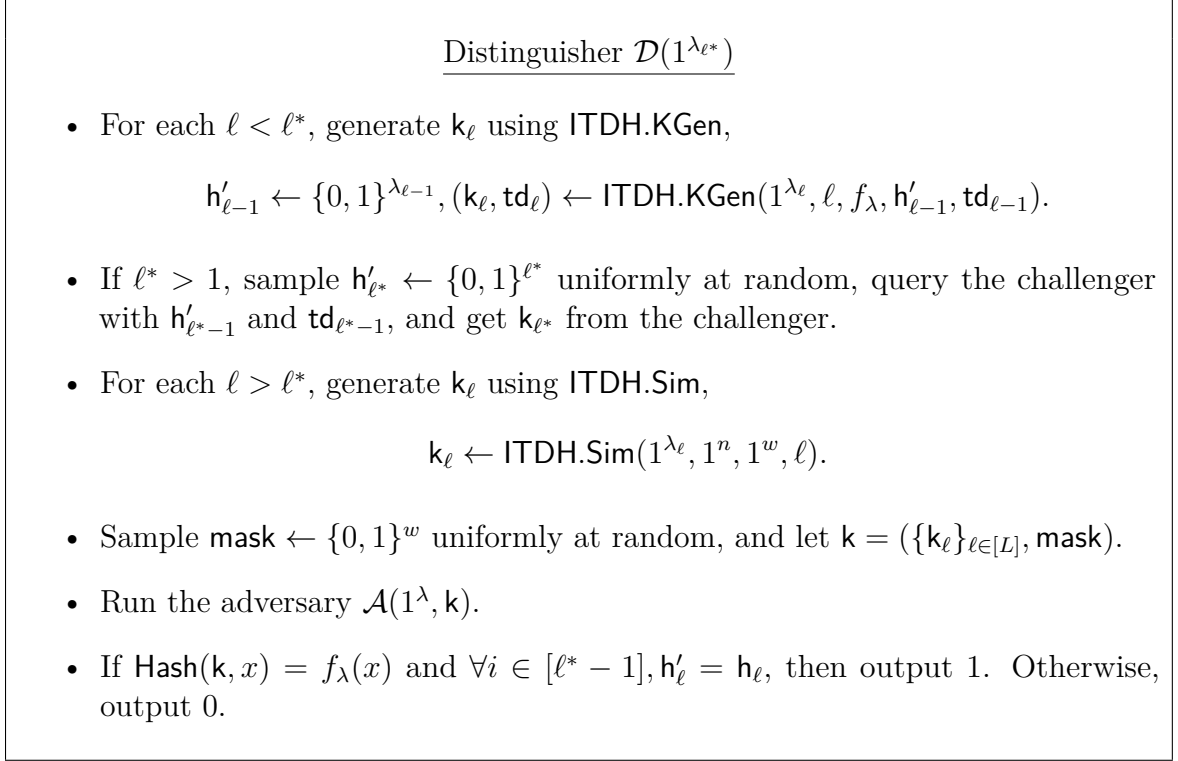 Distinguisher 𝒟(1^{λ_{ℓ*}})
• For each ℓ < ℓ*, generate k_ℓ using ITDH.KGen,
h′_{ℓ−1} ← {0, 1}^{λ_{ℓ−1}}, (k_ℓ, td_ℓ) ← ITDH.KGen(1^{λ_ℓ}, ℓ, f_λ, h′_{ℓ−1}, td_{ℓ−1}).
• If ℓ* > 1, sample h′_{ℓ*} ← {0, 1}^{ℓ*} uniformly at random, query the challenger
with h′_{ℓ*−1} and td_{ℓ*−1}, and get k_{ℓ*} from the challenger.
• For each ℓ > ℓ*, generate k_ℓ using ITDH.Sim,
k_ℓ ← ITDH.Sim(1^{λ_ℓ}, 1^n, 1^w, ℓ).
• Sample mask ← {0, 1}^w uniformly at random, and let k = ({k_ℓ}_{ℓ∈[L]}, mask).
• Run the adversary 𝒜(1^λ, k).
• If Hash(k, x) = f_λ(x) and ∀i ∈ [ℓ* − 1], h′_ℓ = h_ℓ, then output 1. Otherwise,
output 0.